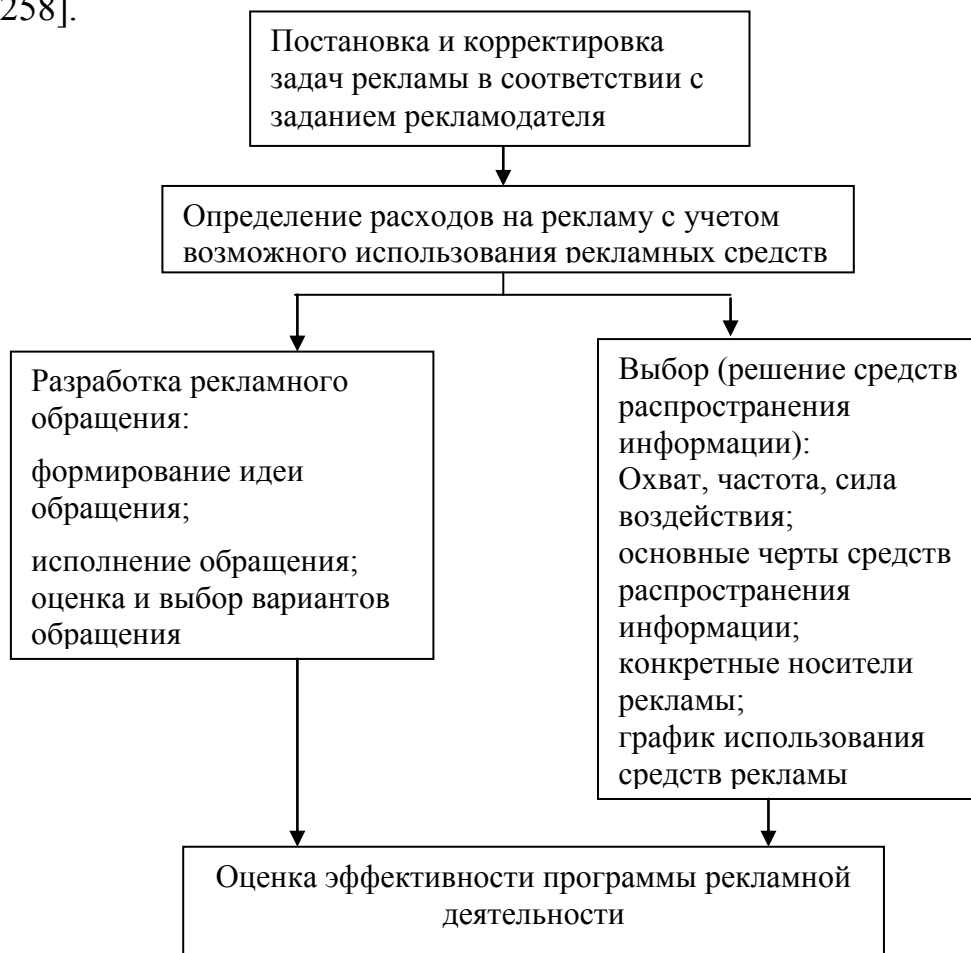 258].
Постановка и корректировка
задач рекламы в соответствии с
заданием рекламодателя
Определение расходов на рекламу с учетом
возможного использования рекламных средств
Разработка рекламного
обращения:
формирование идеи
обращения;
исполнение обращения;
оценка и выбор вариантов
обращения
Выбор (решение средств
распространения
информации):
Охват, частота, сила
воздействия;
основные черты средств
распространения
информации;
конкретные носители
рекламы;
график использования
средств рекламы
Оценка эффективности программы рекламной
деятельности